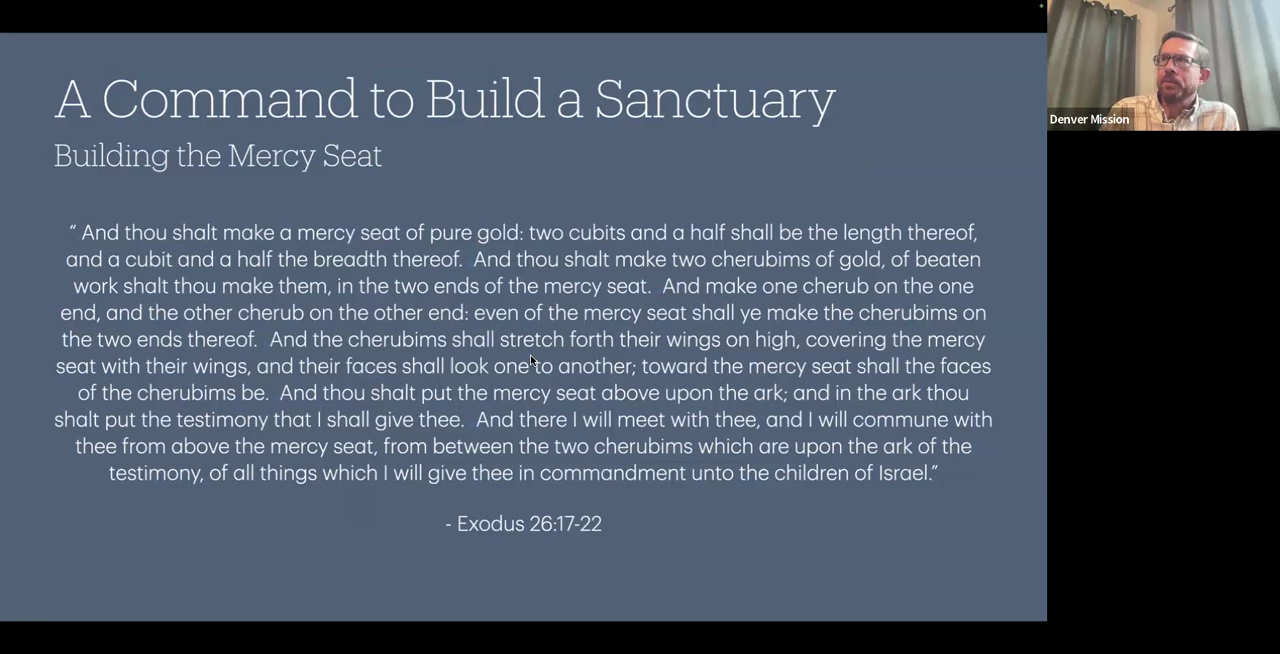 A Command to Build a Sanctuary
Building the Mercy Seat
“ And thou shalt make a mercy seat of pure gold: two cubits and a half shall be the length thereof,
and a cubit and a half the breadth thereof.  And thou shalt make two cherubims of gold, of beaten
work shalt thou make them, in the two ends of the mercy seat.  And make one cherub on the one
end, and the other cherub on the other end: even of the mercy seat shall ye make the cherubims on
the two ends thereof.  And the cherubims shall stretch forth their wings on high, covering the mercy
seat with their wings, and their faces shall look one to another; toward the mercy seat shall the faces
of the cherubims be.  And thou shalt put the mercy seat above upon the ark; and in the ark thou
shalt put the testimony that I shall give thee.  And there I will meet with thee, and I will commune with
thee from above the mercy seat, from between the two cherubims which are upon the ark of the
testimony, of all things which I will give thee in commandment unto the children of Israel.”
- Exodus 26:17-22
Denver Mission